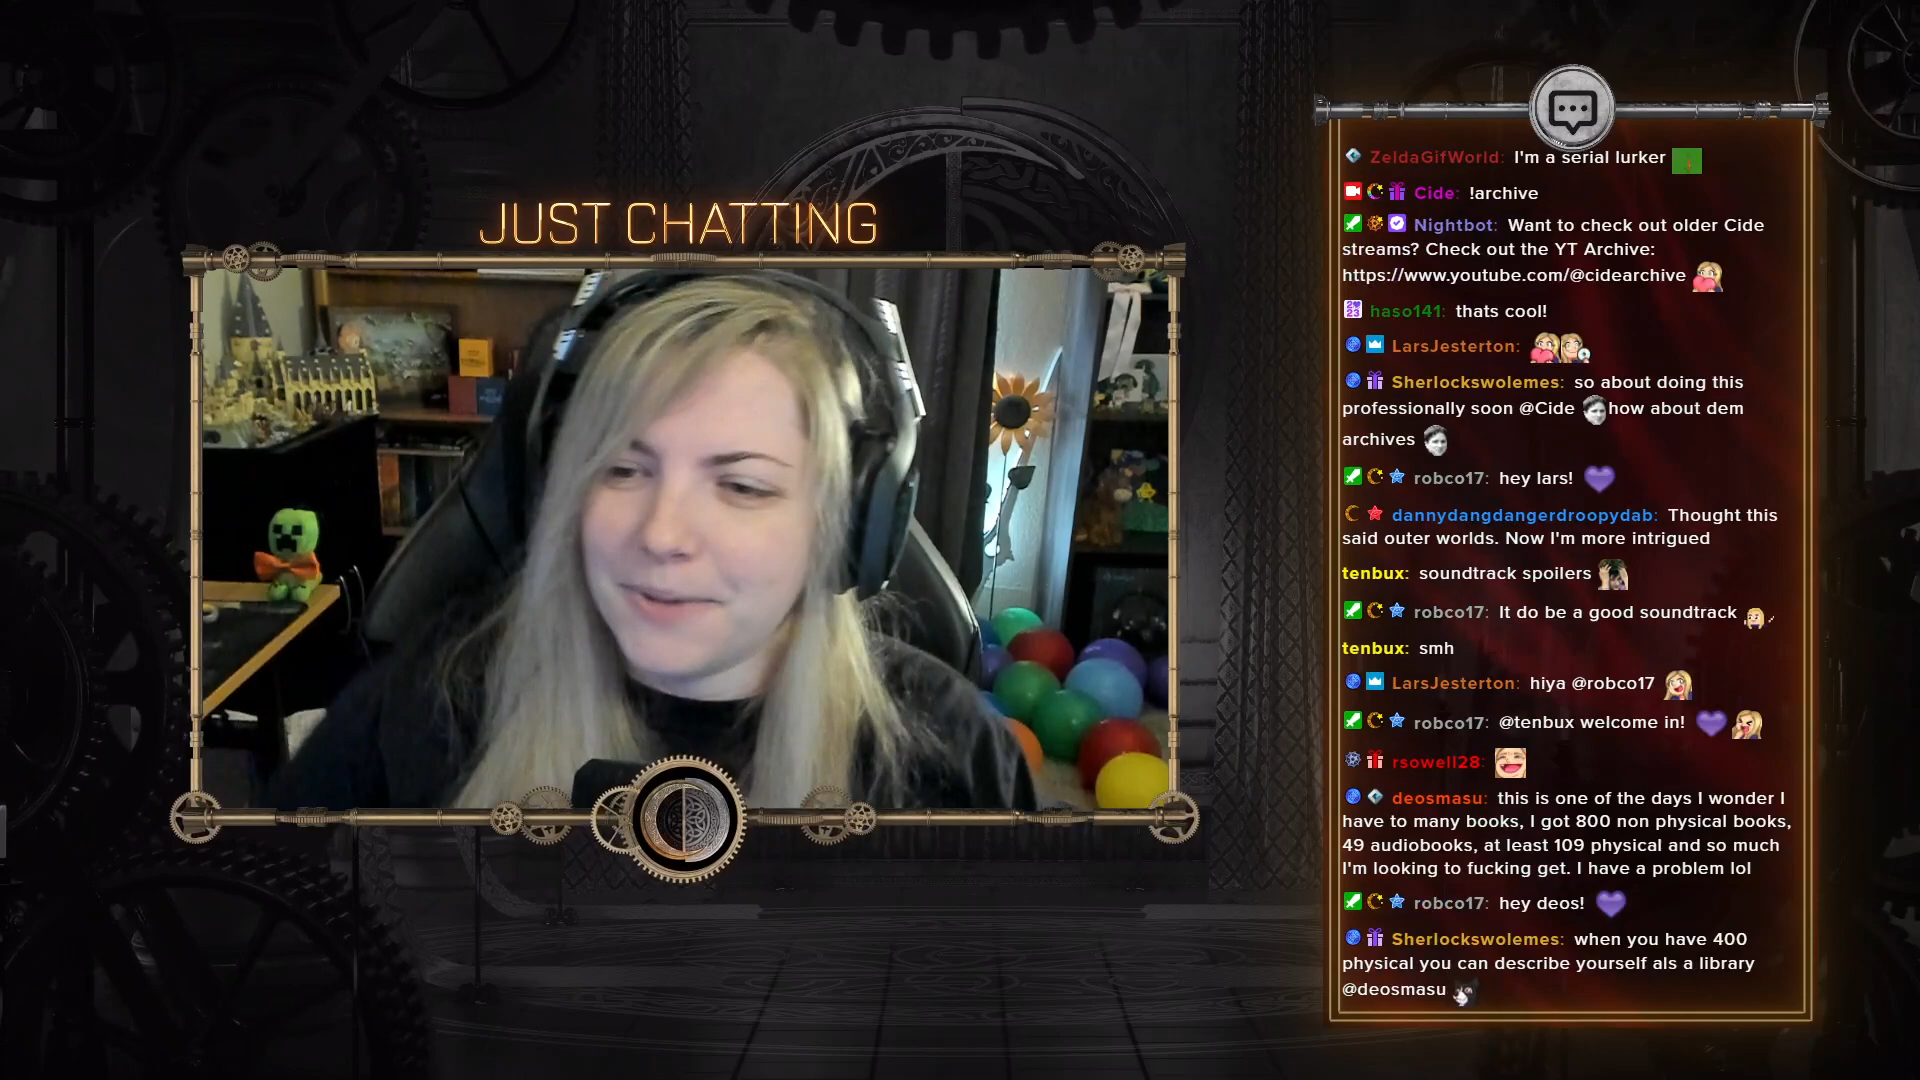 JUST CHATTING
ZeldaGifWorld: I'm a serial lurker
Cide: !archive
Nightbot: Want to check out older Cide
streams? Check out the YT Archive:
https://www.youtube.com/@cidearchive
haso141: thats cool!
LarsJesterton:
Sherlockswolemes: so about doing this
professionally soon @Cide how about dem
archives
robco17: hey lars!
dannydangdangerdroopydab: Thought this
said outer worlds. Now I'm more intrigued
tenbux: soundtrack spoilers
robco17: It do be a good soundtrack
tenbux: smh
LarsJesterton: hiya @robco17
robco17: @tenbux welcome in!
rsowell28:
deosmasu: this is one of the days I wonder I
have to many books, I got 800 non physical books,
49 audiobooks, at least 109 physical and so much
I'm looking to fucking get. I have a problem lol
robco17: hey deos!
Sherlockswolemes: when you have 400
physical you can describe yourself als a library
@deosmasu